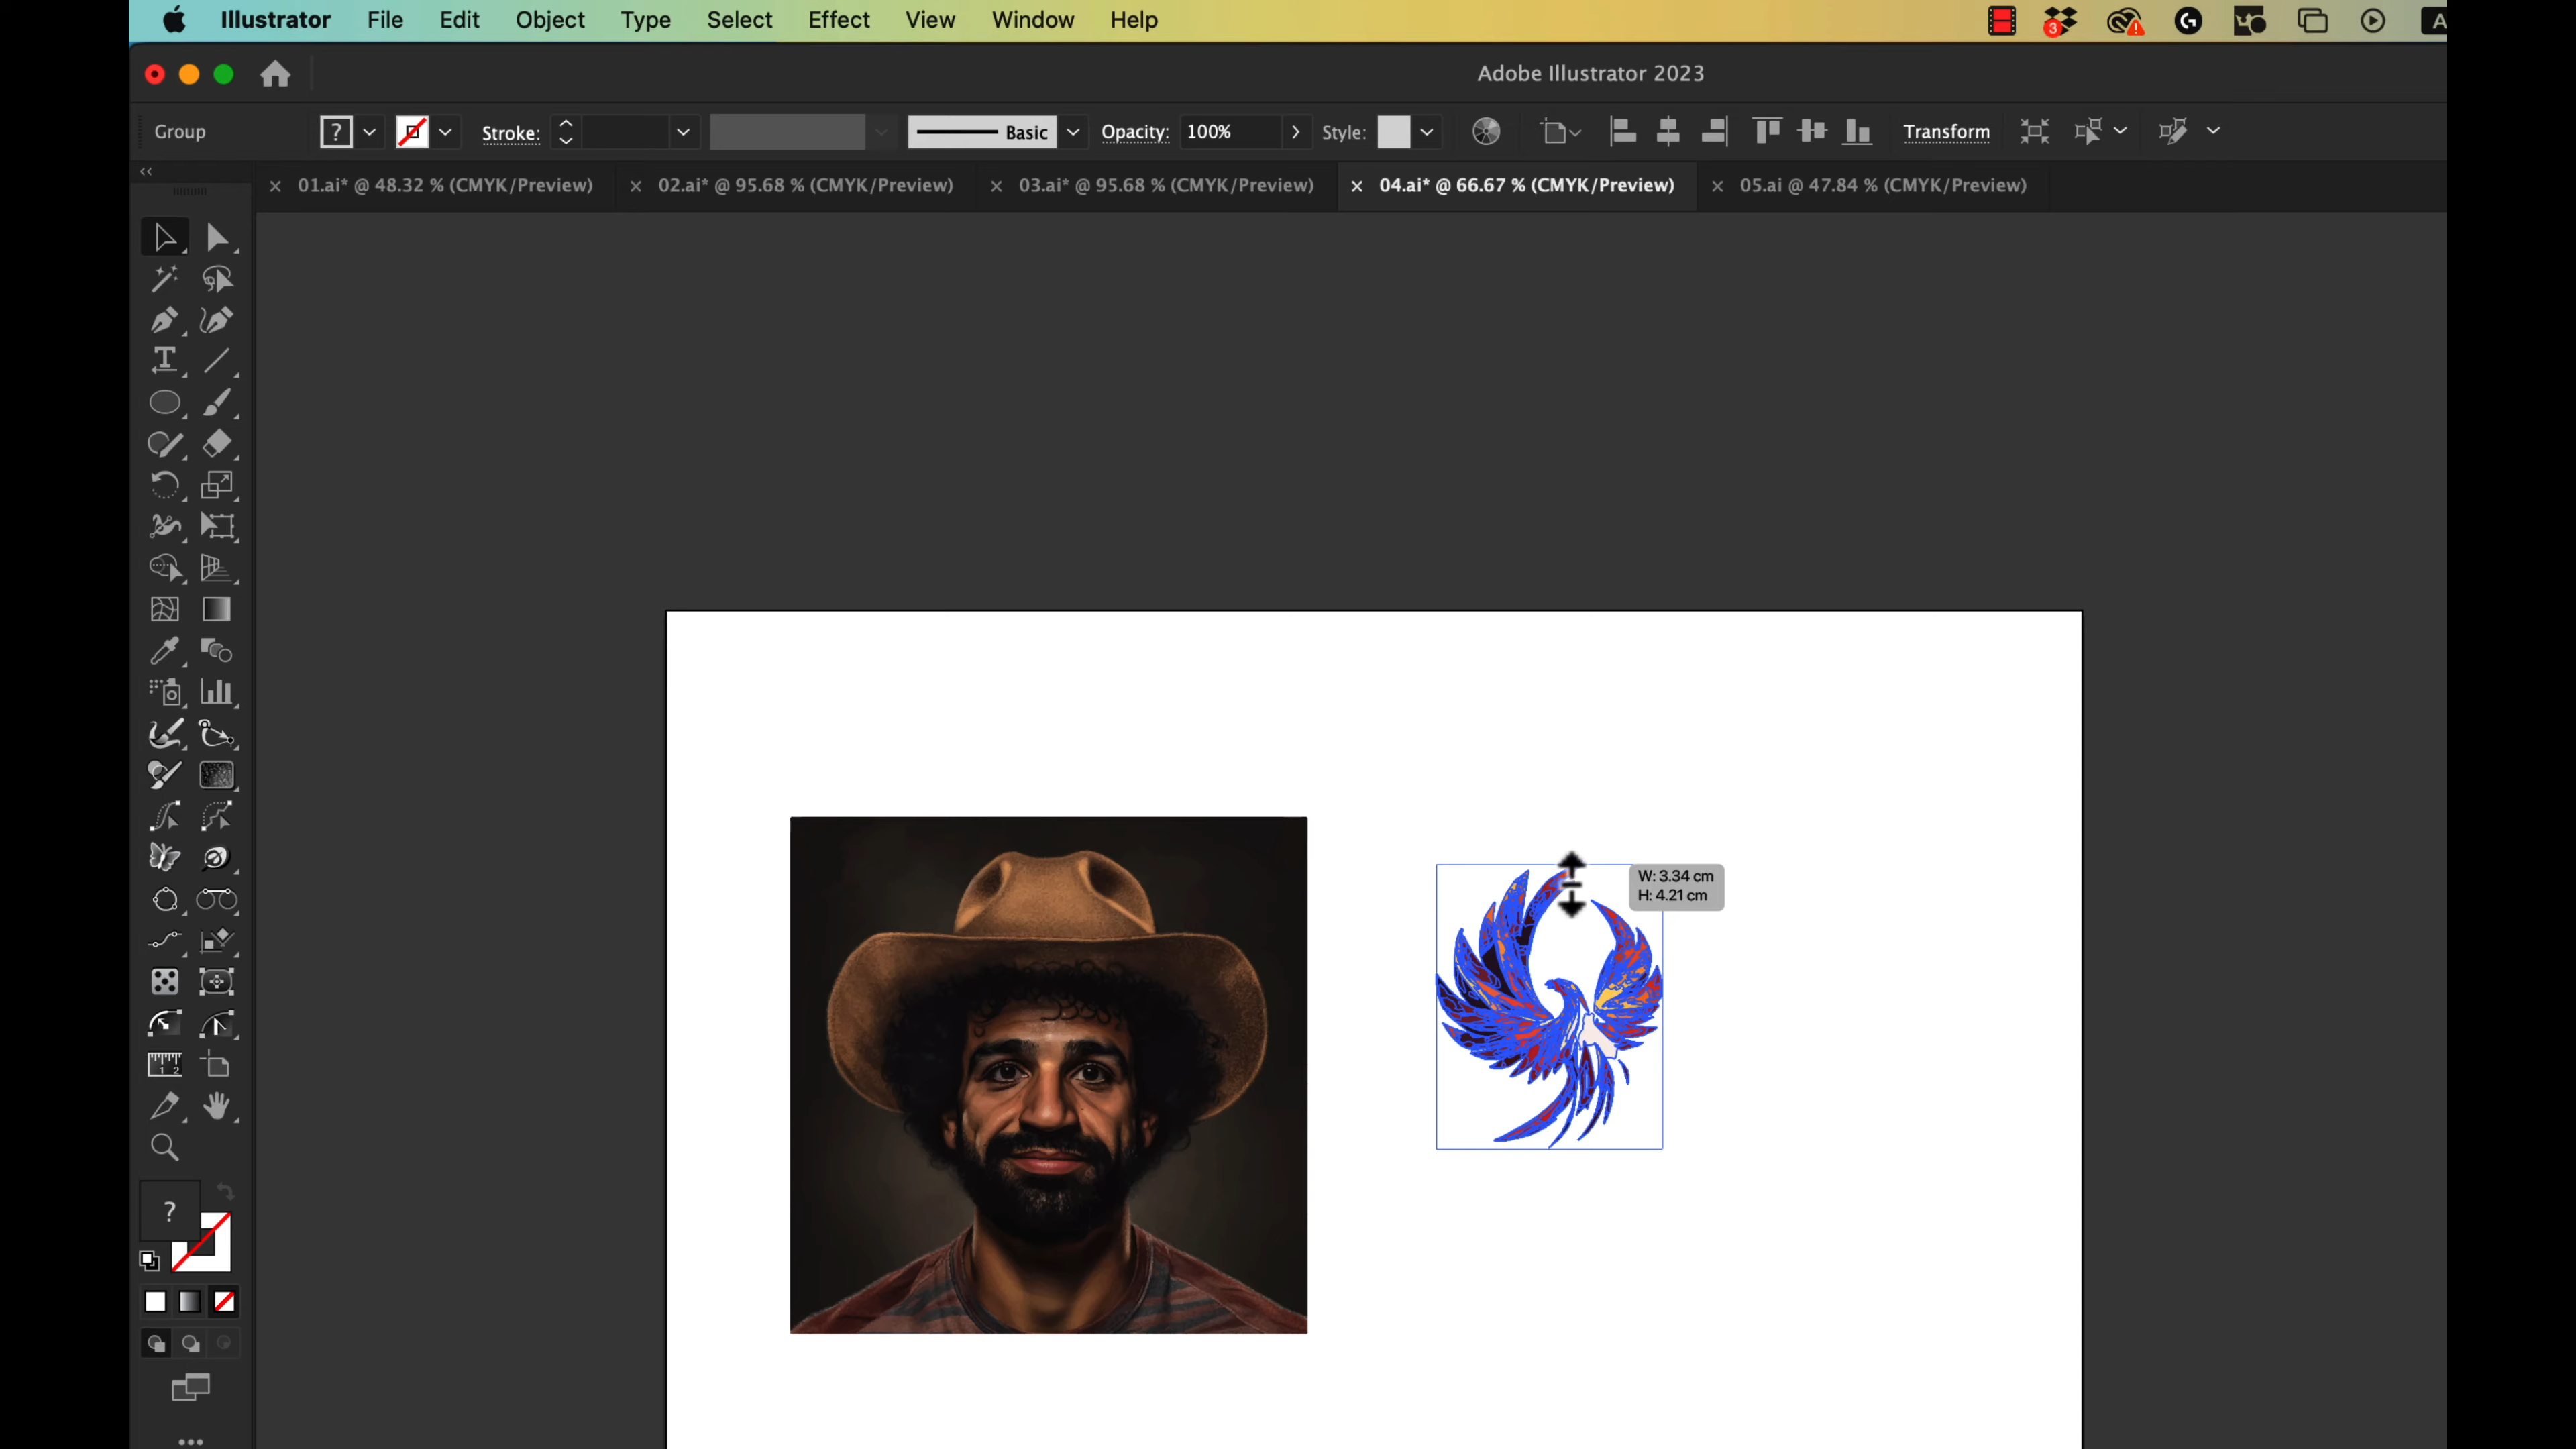 Illustrator File Edit Object Type Select Effect View Window Help 3 A
Adobe Illustrator 2023
Group ? Stroke: Basic Opacity: 100% Style: Transform
01.ai* @ 48.32 % (CMYK/Preview) 02.ai* @ 95.68 % (CMYK/Preview) 03.ai* @ 95.68 % (CMYK/Preview) 04.ai* @ 66.67 % (CMYK/Preview) 05.ai @ 47.84 % (CMYK/Preview)
W: 3.34 cm
H: 4.21 cm
?